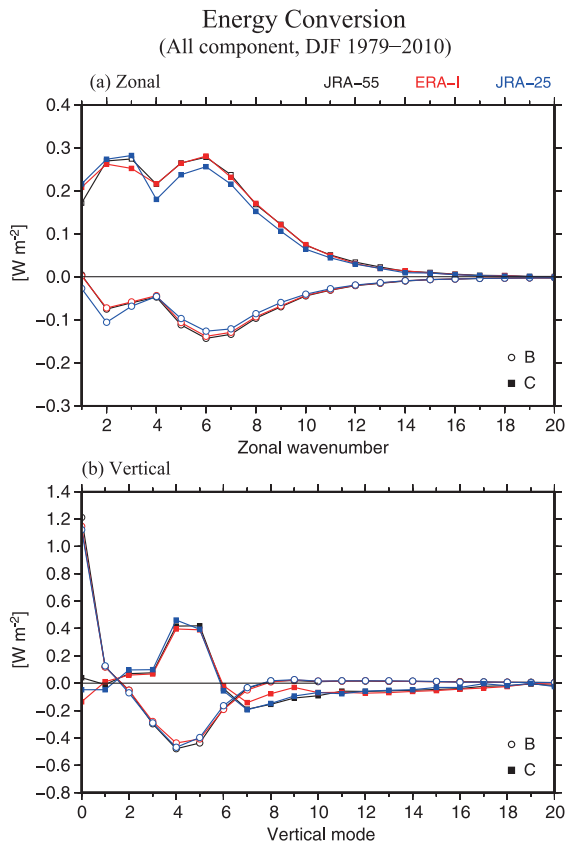 Energy Conversion
(All component, DJF 1979–2010)
(a) Zonal JRA−55 ERA−I JRA−25
0.4
0.3
0.2
0.1
0.0
−0.1
−0.2
−0.3
[W m⁻²]
B
C
2 4 6 8 10 12 14 16 18 20
Zonal wavenumber
(b) Vertical
1.4
1.2
1.0
0.8
0.6
0.4
0.2
0.0
−0.2
−0.4
−0.6
−0.8
[W m⁻²]
B
C
0 2 4 6 8 10 12 14 16 18 20
Vertical mode